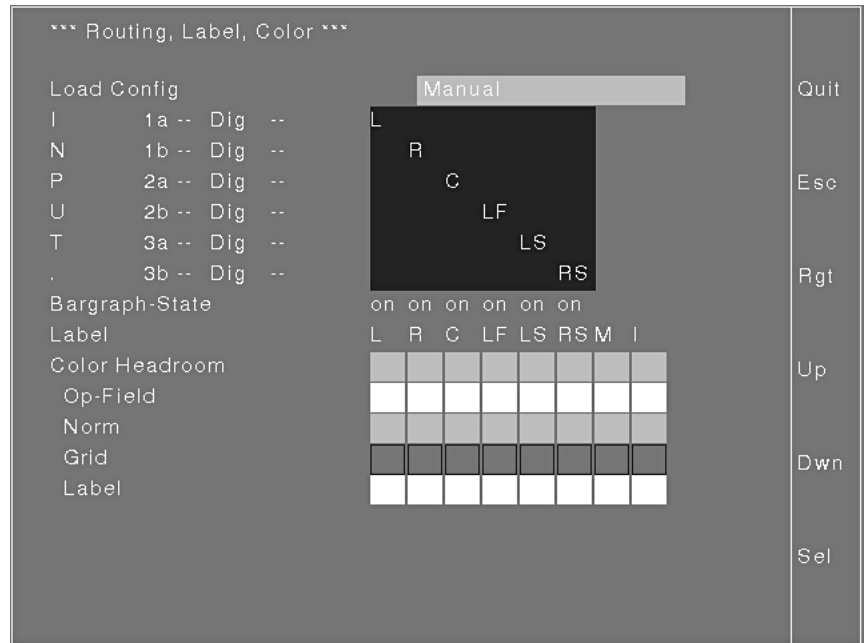 *** Routing, Label, Color ***
Load Config Manual Quit
I 1a -- Dig -- L
N 1b -- Dig -- R
P 2a -- Dig -- C Esc
U 2b -- Dig -- LF
T 3a -- Dig -- LS
. 3b -- Dig -- RS Rgt
Bargraph-State on on on on on on
Label L R C LF LS RS M I
Color Headroom Up
Op-Field
Norm
Grid Dwn
Label
Sel